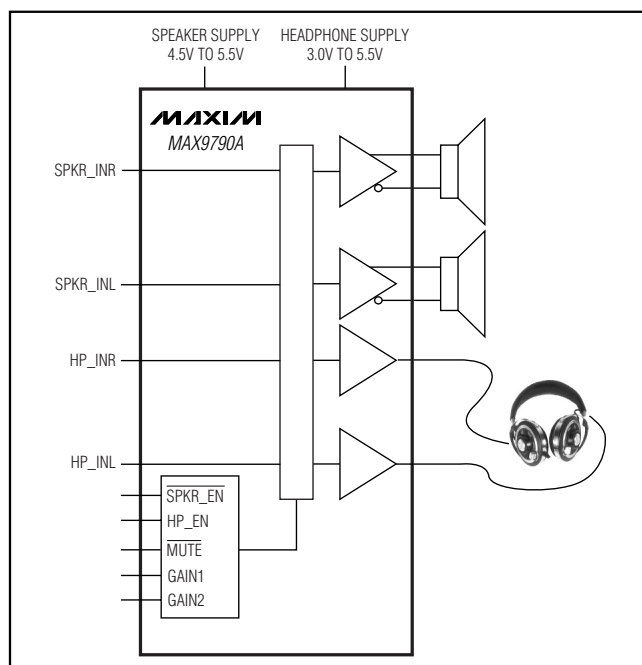 SPEAKER SUPPLY
4.5V TO 5.5V
HEADPHONE SUPPLY
3.0V TO 5.5V
MAXIM
MAX9790A
SPKR_INR
SPKR_INL
HP_INR
HP_INL
SPKR_EN
HP_EN
MUTE
GAIN1
GAIN2